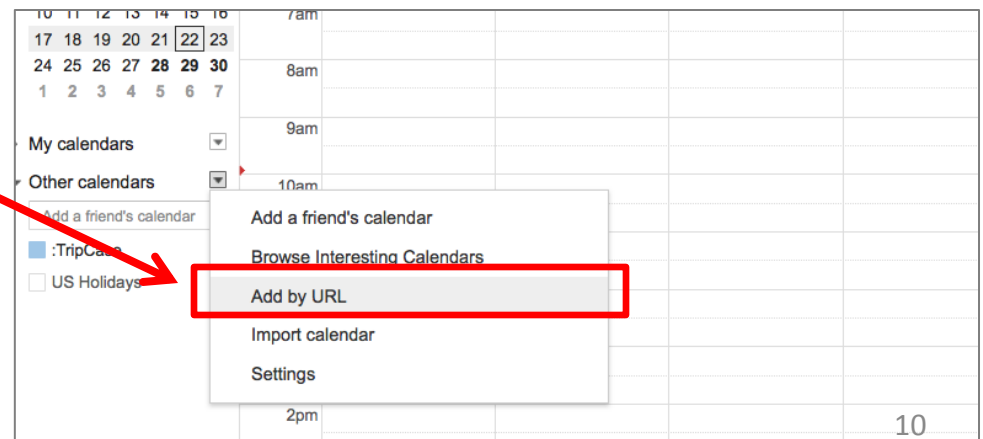 10 11 12 13 14 15 16
17 18 19 20 21 22 23
24 25 26 27 28 29 30
1 2 3 4 5 6 7
My calendars
Other calendars
Add a friend's calendar
:TripCase
US Holidays
7am
8am
9am
10am
Add a friend's calendar
Browse Interesting Calendars
Add by URL
Import calendar
Settings
2pm
10